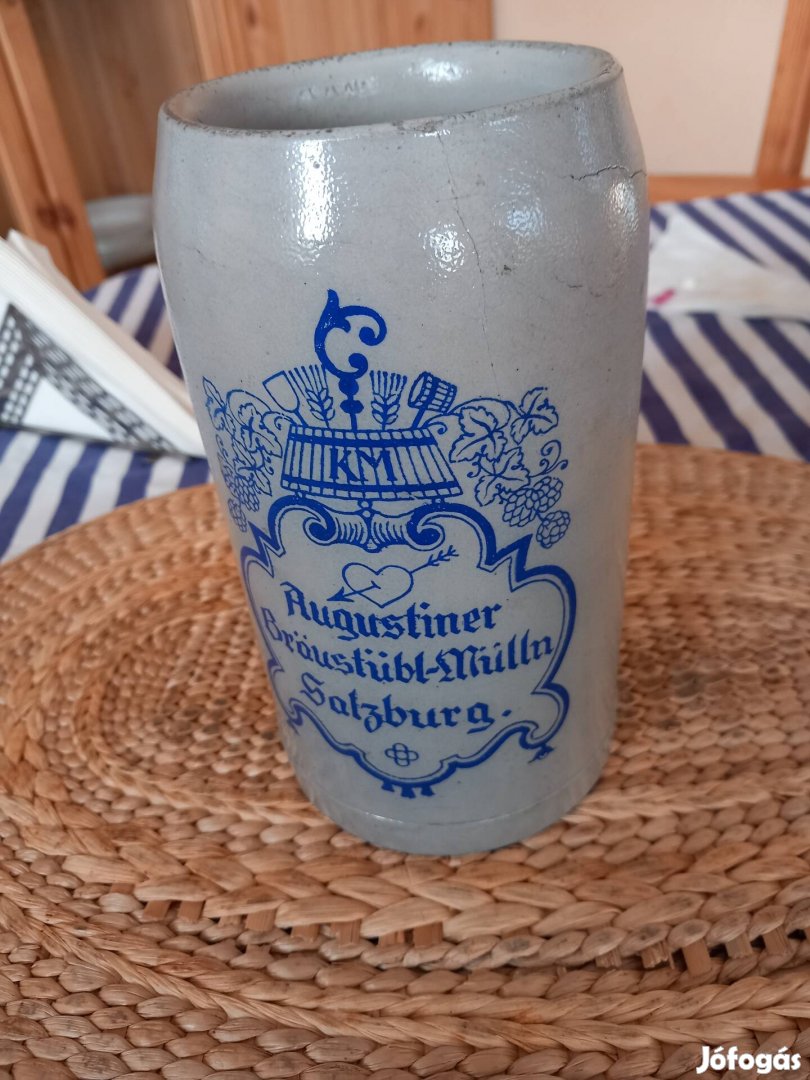 KM
Augustiner
Bräustübl-Mülln
Salzburg.
Jófogás